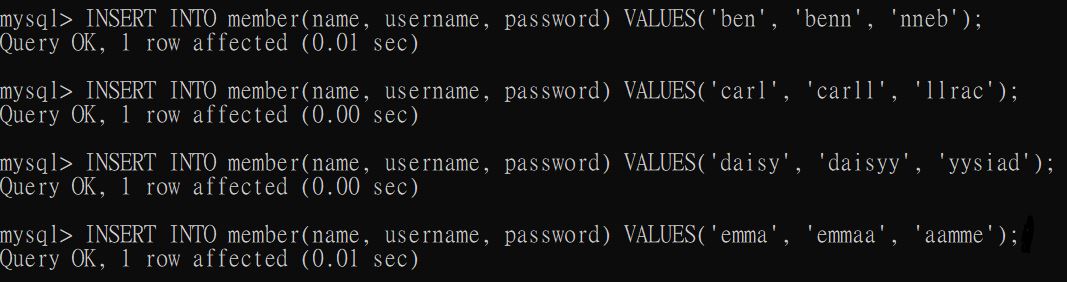 mysql> INSERT INTO member(name, username, password) VALUES('ben', 'benn', 'nneb');
Query OK, 1 row affected (0.01 sec)
mysql> INSERT INTO member(name, username, password) VALUES('carl', 'carll', 'llrac');
Query OK, 1 row affected (0.00 sec)
mysql> INSERT INTO member(name, username, password) VALUES('daisy', 'daisyy', 'yysiad');
Query OK, 1 row affected (0.00 sec)
mysql> INSERT INTO member(name, username, password) VALUES('emma', 'emmaa', 'aamme');
Query OK, 1 row affected (0.01 sec)